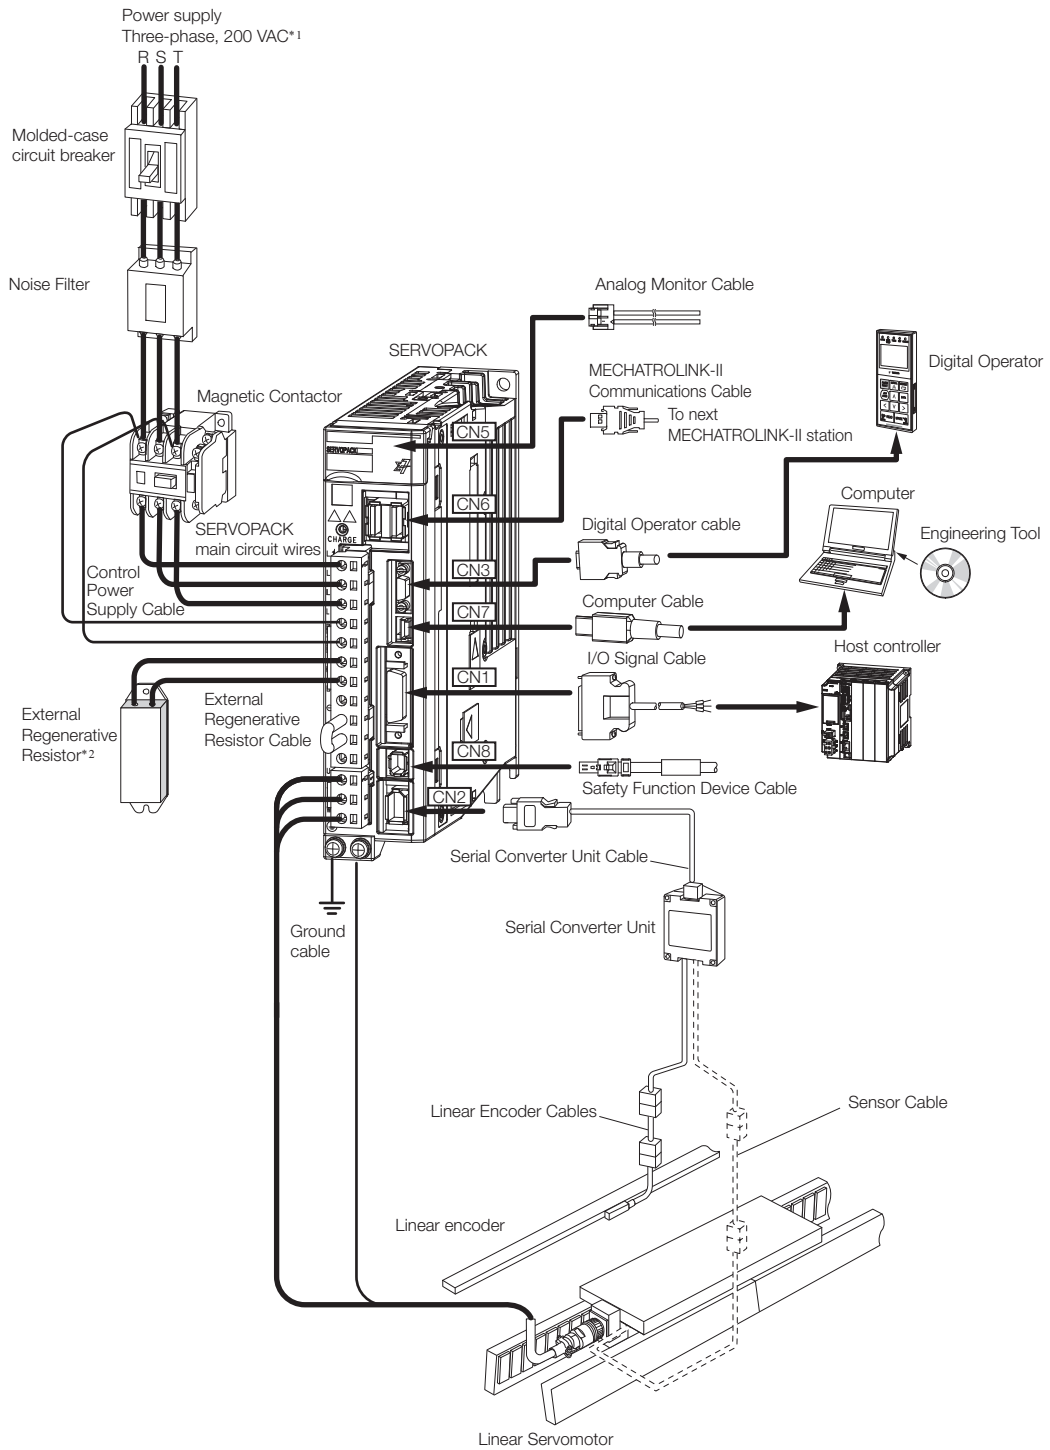 Power supply
Three-phase, 200 VAC*1
R S T
Molded-case
circuit breaker
Noise Filter
Magnetic Contactor
SERVOPACK
Analog Monitor Cable
MECHATROLINK-II
Communications Cable
To next
MECHATROLINK-II station
Digital Operator
CN5
SERVOPACK
CN6
CHARGE
SERVOPACK
main circuit wires
Digital Operator cable
Computer
Engineering Tool
CN3
Control
Power
Supply Cable
CN7
Computer Cable
I/O Signal Cable
Host controller
CN1
External
Regenerative
Resistor*2
External
Regenerative
Resistor Cable
CN8
Safety Function Device Cable
CN2
Serial Converter Unit Cable
Serial Converter Unit
Ground
cable
Linear Encoder Cables
Sensor Cable
Linear encoder
Linear Servomotor